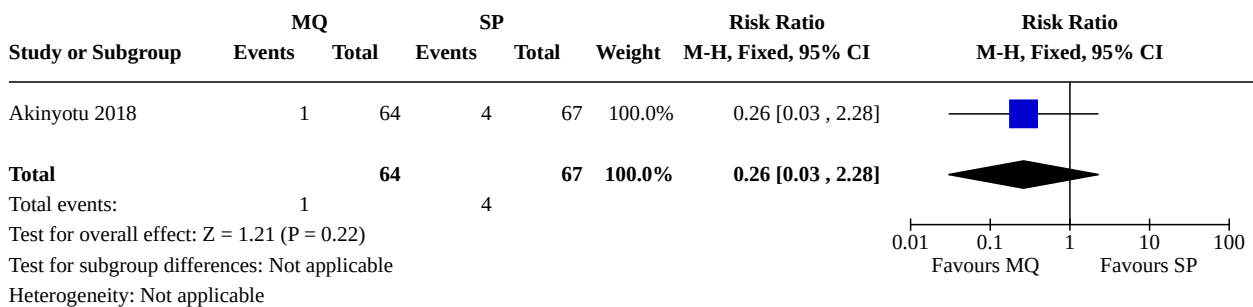 MQ SP Risk Ratio Risk Ratio
Study or Subgroup Events Total Events Total Weight M-H, Fixed, 95% CI M-H, Fixed, 95% CI
Akinyotu 2018 1 64 4 67 100.0% 0.26 [0.03 , 2.28]
Total 64 67 100.0% 0.26 [0.03 , 2.28]
Total events: 1 4
Test for overall effect: Z = 1.21 (P = 0.22)
Test for subgroup differences: Not applicable
Heterogeneity: Not applicable
0.01 0.1 1 10 100
Favours MQ Favours SP